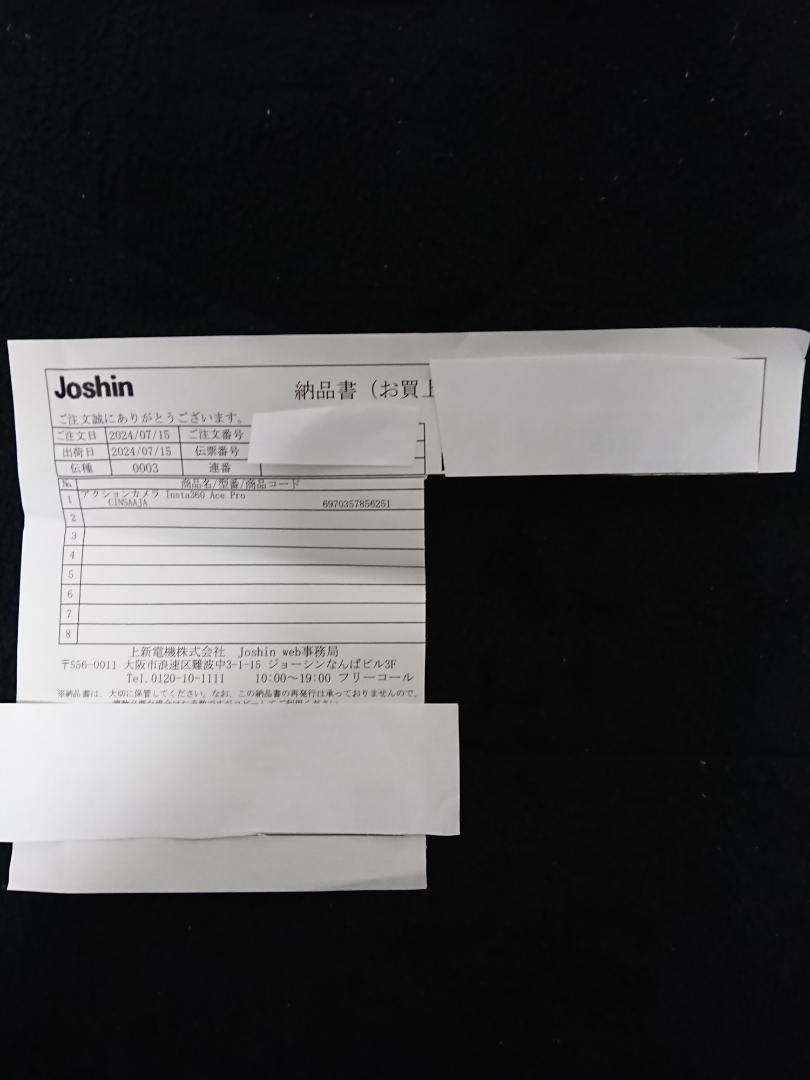 Joshin
納品書（お買上
ご注文誠にありがとうございます。
ご注文日 2024/07/15 ご注文番号
出荷日 2024/07/15 伝票番号
伝種 0003 連番
No. 商品名/型番/商品コード
1 アクションカメラ Insta360 Ace Pro
CINSAAJA 6970357856251
2
3
4
5
6
7
8
上新電機株式会社 Joshin web事務局
〒556-0011 大阪市浪速区難波中3-1-15 ジョーシンなんばビル3F
Tel.0120-10-1111 10:00～19:00 フリーコール
※納品書は、大切に保管してください。なお、この納品書の再発行は承っておりませんので、